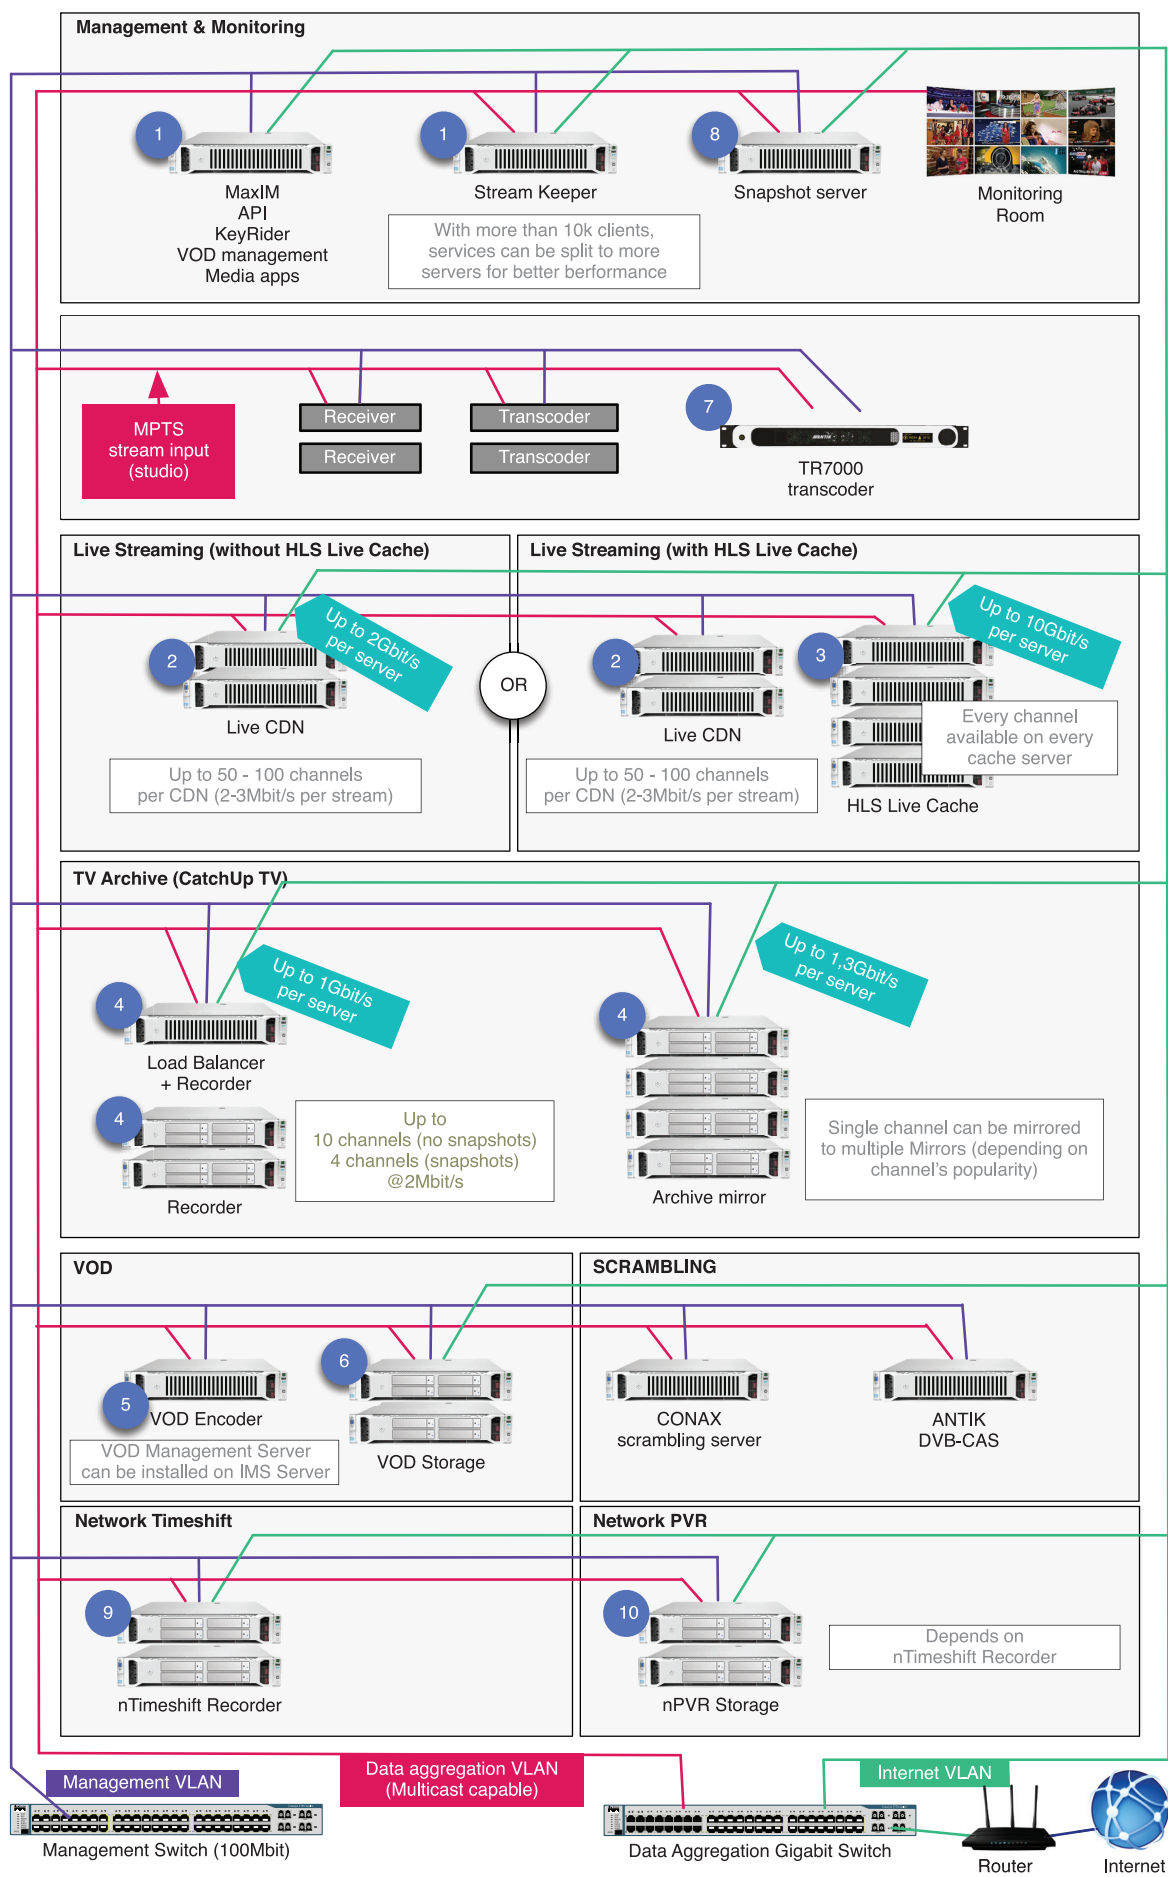 Management & Monitoring
1
1
8
MaxIM
API
KeyRider
VOD management
Media apps
Stream Keeper
Snapshot server
Monitoring
Room
With more than 10k clients,
services can be split to more
servers for better berformance
MPTS
stream input
(studio)
Receiver
Receiver
Transcoder
Transcoder
7
ANTIK
TR7000
transcoder
Live Streaming (without HLS Live Cache)
2
Up to 2Gbit/s
per server
Live CDN
Up to 50 - 100 channels
per CDN (2-3Mbit/s per stream)
OR
Live Streaming (with HLS Live Cache)
2
3
Up to 10Gbit/s
per server
Live CDN
Every channel
available on every
cache server
Up to 50 - 100 channels
per CDN (2-3Mbit/s per stream)
HLS Live Cache
TV Archive (CatchUp TV)
4
Up to 1Gbit/s
per server
Load Balancer
+ Recorder
4
Recorder
Up to
10 channels (no snapshots)
4 channels (snapshots)
@2Mbit/s
4
Up to 1,3Gbit/s
per server
Archive mirror
Single channel can be mirrored
to multiple Mirrors (depending on
channel's popularity)
VOD
5
VOD Encoder
VOD Management Server
can be installed on IMS Server
6
VOD Storage
SCRAMBLING
CONAX
scrambling server
ANTIK
DVB-CAS
Network Timeshift
9
nTimeshift Recorder
Network PVR
10
nPVR Storage
Depends on
nTimeshift Recorder
Management VLAN
Data aggregation VLAN
(Multicast capable)
Internet VLAN
Management Switch (100Mbit)
Data Aggregation Gigabit Switch
Router
Internet